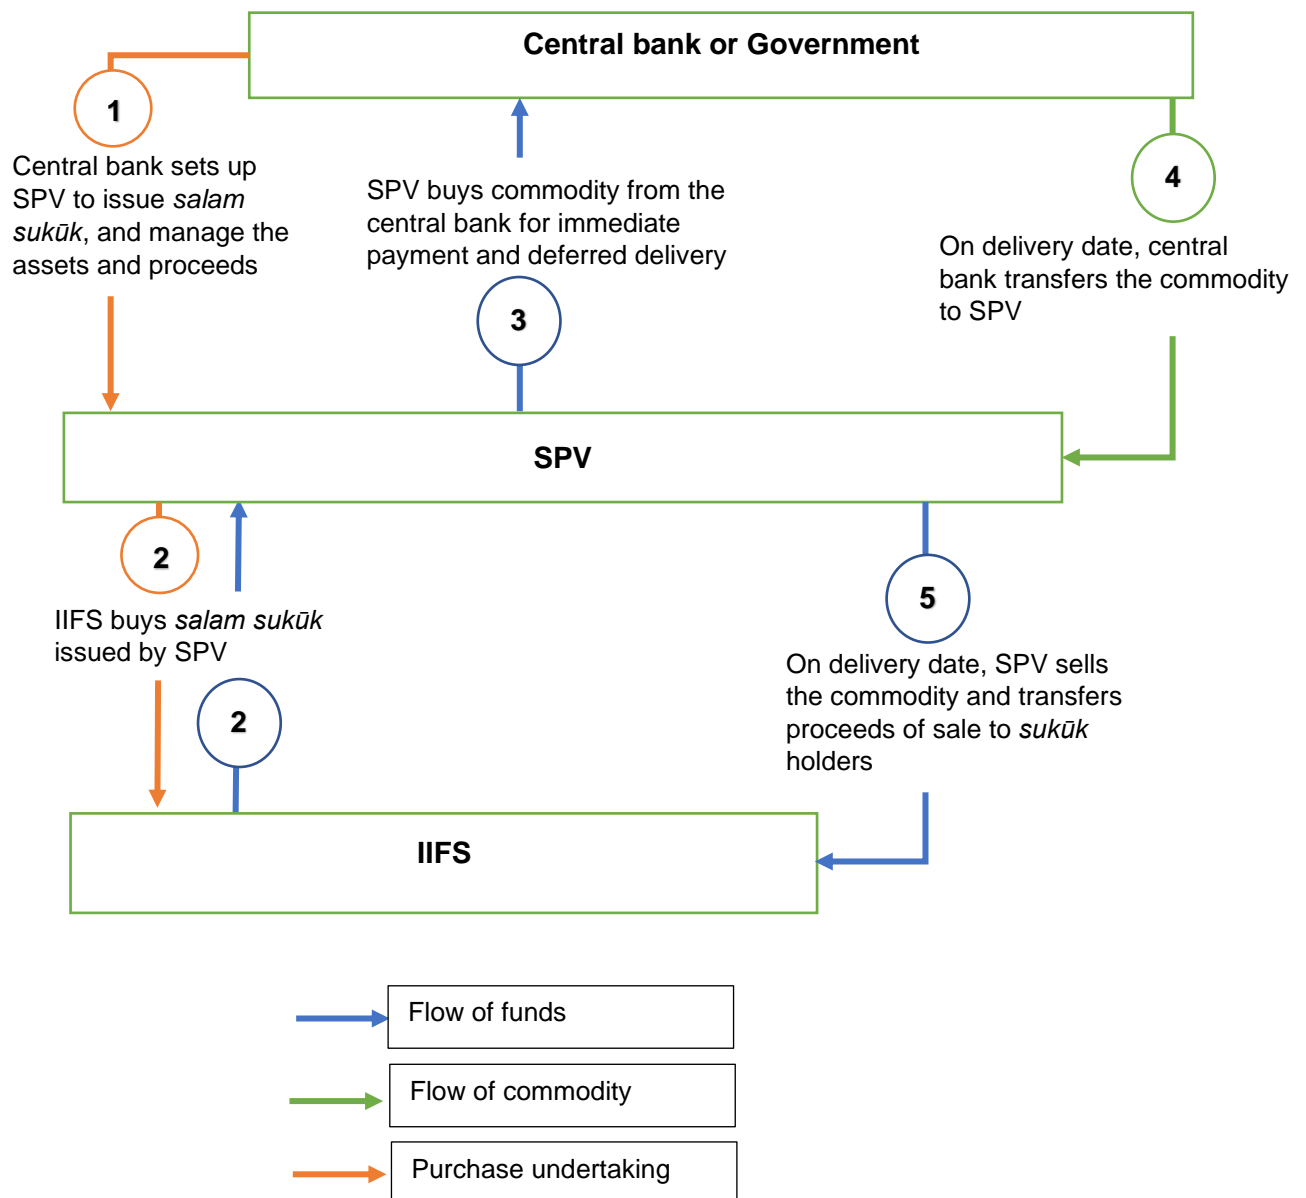 Central bank or Government
1
Central bank sets up
SPV to issue salam
sukūk, and manage the
assets and proceeds
SPV buys commodity from the
central bank for immediate
payment and deferred delivery
3
4
On delivery date, central
bank transfers the commodity
to SPV
SPV
2
IIFS buys salam sukūk
issued by SPV
2
5
On delivery date, SPV sells
the commodity and transfers
proceeds of sale to sukūk
holders
IIFS
Flow of funds
Flow of commodity
Purchase undertaking